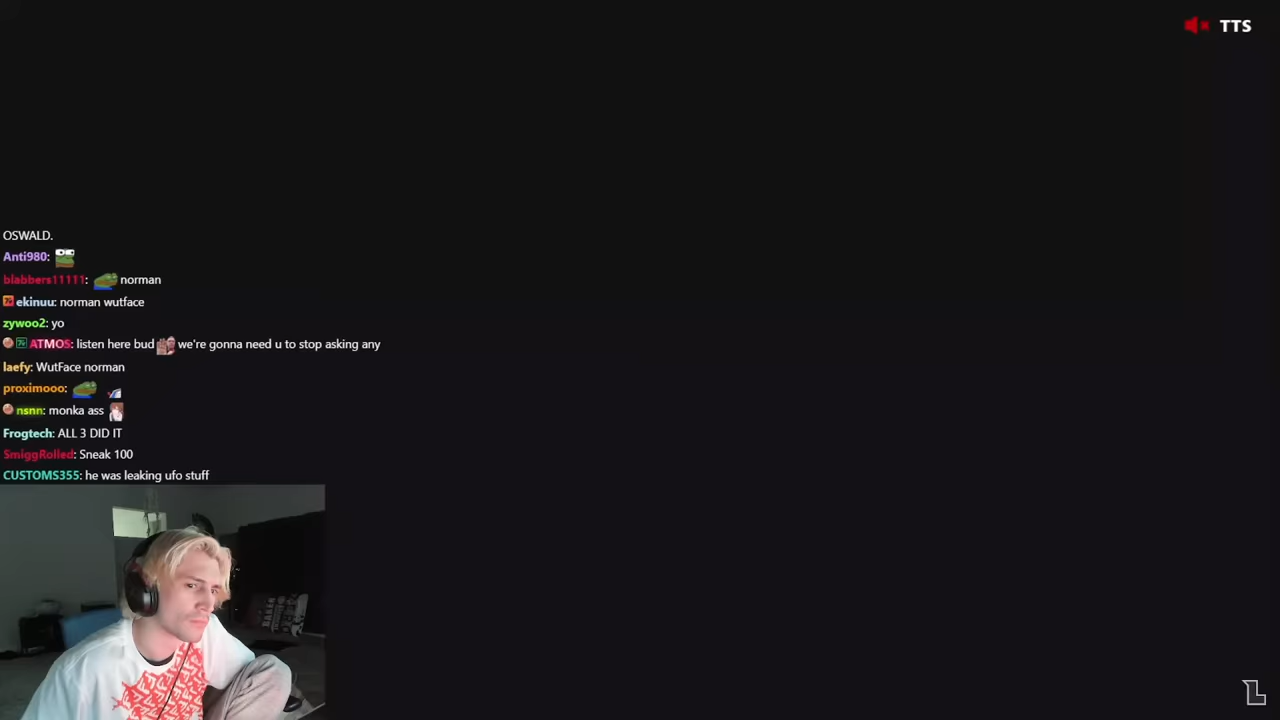 TTS
OSWALD.
Anti980:
blabbers11111: norman
ekinuu: norman wutface
zywoo2: yo
ATMOS: listen here bud we're gonna need u to stop asking any
laefy: WutFace norman
proximooo:
nsnn: monka ass
Frogtech: ALL 3 DID IT
SmiggRolled: Sneak 100
CUSTOMS355: he was leaking ufo stuff